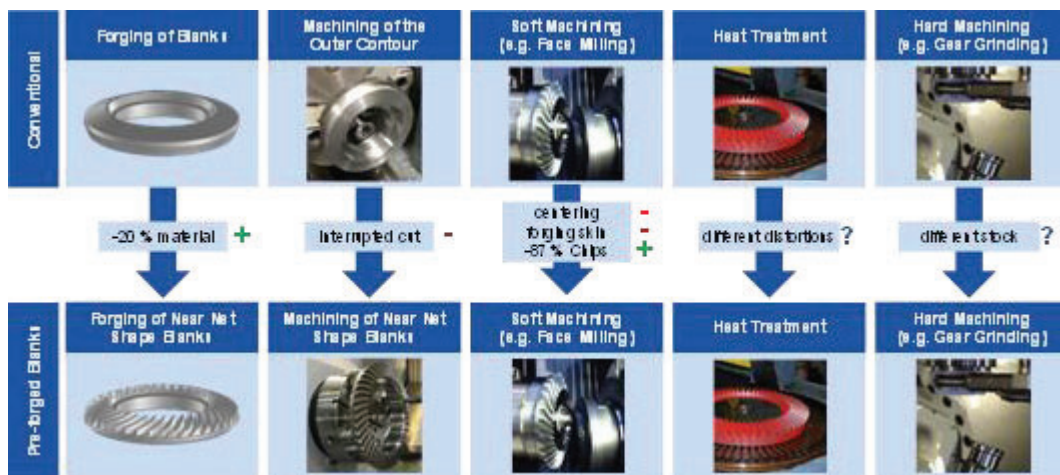 Conventional
Forging of Blanks
Machining of the
Outer Contour
Soft Machining
(e.g. Face Milling)
Heat Treatment
Hard Machining
(e.g. Gear Grinding)
-20 % material +
interrupted cut -
centering -
forging skin -
-87 % Chips +
different distortions ?
different stock ?
Pre-forged Blanks
Forging of Near Net
Shape Blanks
Machining of Near Net
Shape Blanks
Soft Machining
(e.g. Face Milling)
Heat Treatment
Hard Machining
(e.g. Gear Grinding)